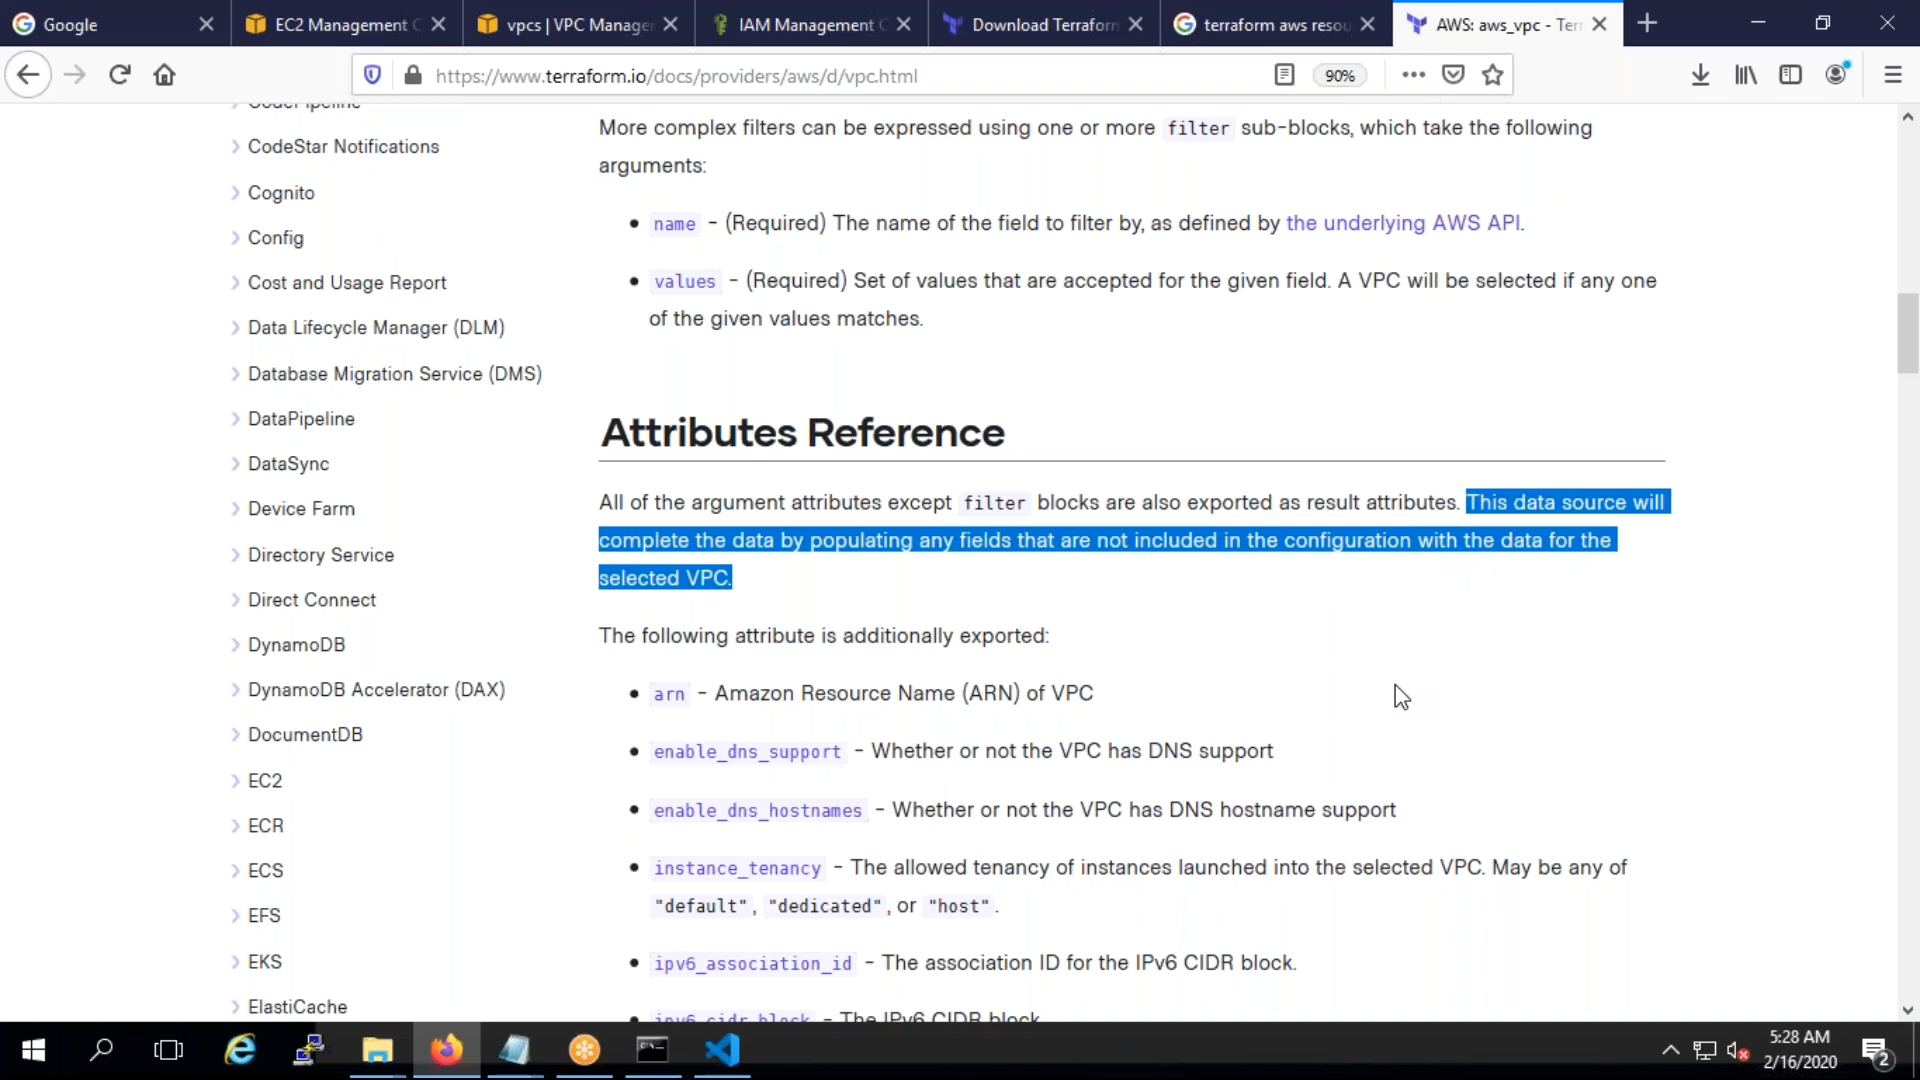 Google
EC2 Management C
vpcs | VPC Manage
IAM Management C
Download Terraform
terraform aws resou
AWS: aws_vpc - Terr
https://www.terraform.io/docs/providers/aws/d/vpc.html
90%
CodePipeline
CodeStar Notifications
Cognito
Config
Cost and Usage Report
Data Lifecycle Manager (DLM)
Database Migration Service (DMS)
DataPipeline
DataSync
Device Farm
Directory Service
Direct Connect
DynamoDB
DynamoDB Accelerator (DAX)
DocumentDB
EC2
ECR
ECS
EFS
EKS
ElastiCache
More complex filters can be expressed using one or more filter sub-blocks, which take the following
arguments:
name - (Required) The name of the field to filter by, as defined by the underlying AWS API.
values - (Required) Set of values that are accepted for the given field. A VPC will be selected if any one
of the given values matches.
Attributes Reference
All of the argument attributes except filter blocks are also exported as result attributes. This data source will
complete the data by populating any fields that are not included in the configuration with the data for the
selected VPC.
The following attribute is additionally exported:
arn - Amazon Resource Name (ARN) of VPC
enable_dns_support - Whether or not the VPC has DNS support
enable_dns_hostnames - Whether or not the VPC has DNS hostname support
instance_tenancy - The allowed tenancy of instances launched into the selected VPC. May be any of
"default", "dedicated", or "host".
ipv6_association_id - The association ID for the IPv6 CIDR block.
ipv6_cidr_block - The IPv6 CIDR block
5:28 AM
2/16/2020
2